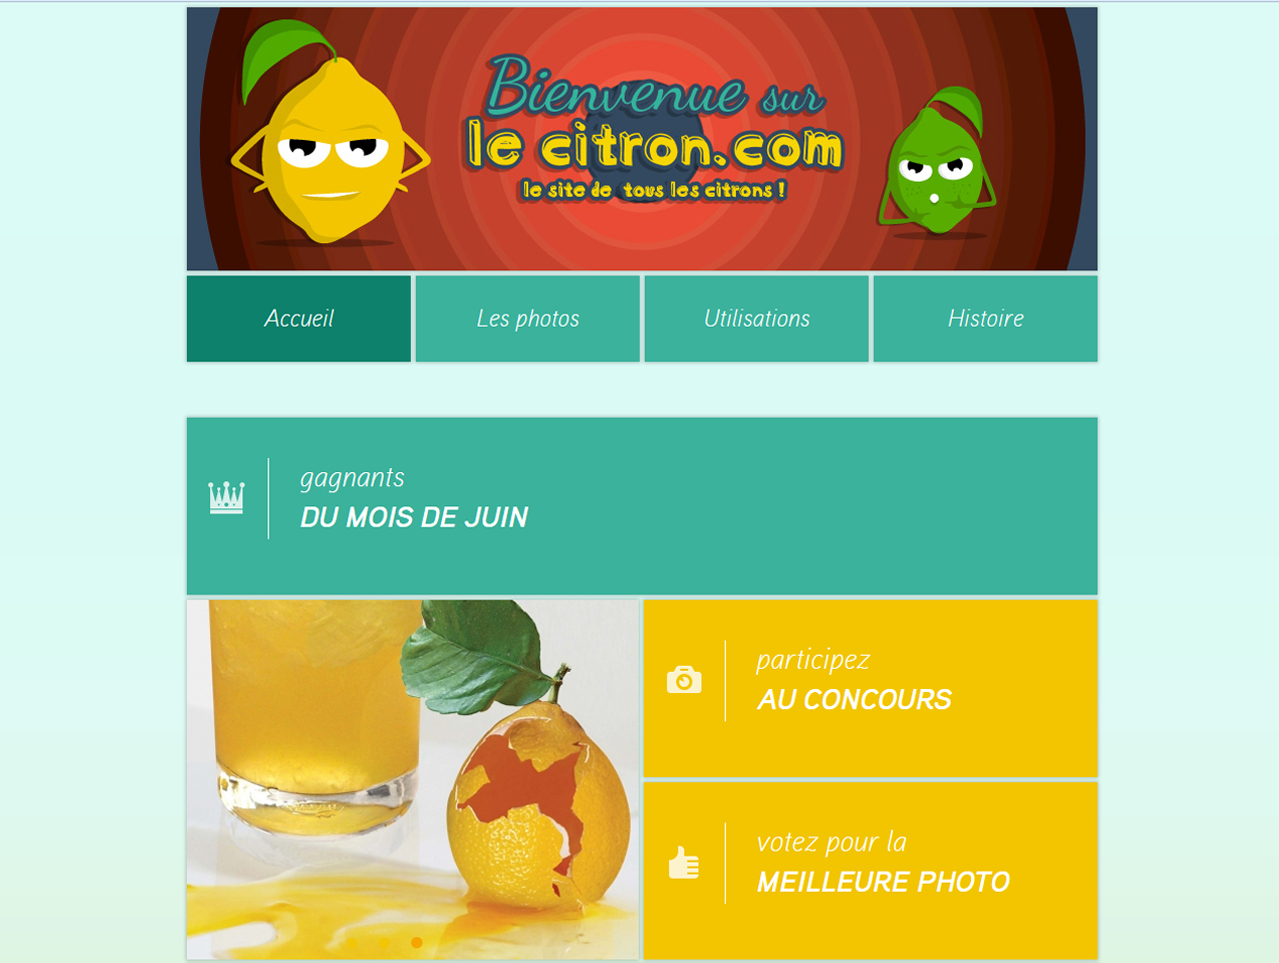 Bienvenue sur
le citron.com
le site de tous les citrons !
Accueil
Les photos
Utilisations
Histoire
gagnants
DU MOIS DE JUIN
participez
AU CONCOURS
votez pour la
MEILLEURE PHOTO